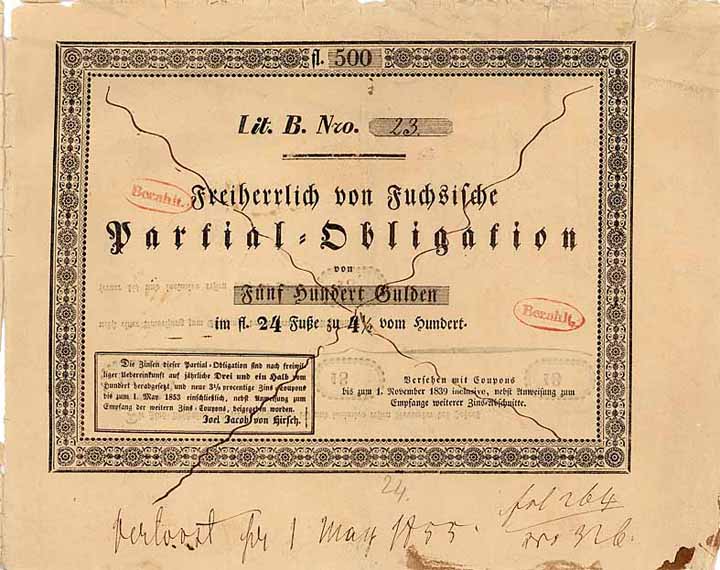 fl. 500
Lit. B. Nro. 23.
Bezahlt.
Freiherrlich von Fuchsische
Partial-Obligation
von
Fünf Hundert Gulden
im fl. 24 Fuße zu 4½ vom Hundert.
Bezahlt.
Die Zinsen dieser Partial-Obligation sind nach freiwil-
liger Uebereinkunft auf jährliche Drei und ein Halb vom
Hundert herabgesetzt, und neue 3½ procentige Zins-Coupons
bis zum 1. May 1853 einschließlich, nebst Anweisung zum
Empfang der weitern Zins-Coupons, beigegeben worden.
Joel Jacob von Hirsch.
Versehen mit Coupons
bis zum 1. November 1839 inclusive, nebst Anweisung zum
Empfange weiterer Zins-Abschnitte.
24.
Verloost pr 1 May 1855.
fol 264
326.